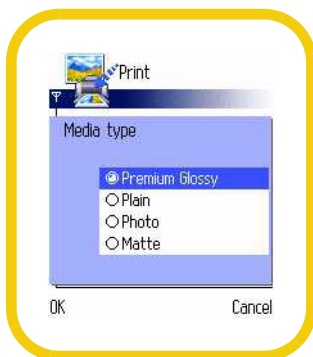 Print
Media type
Premium Glossy
Plain
Photo
Matte
OK Cancel